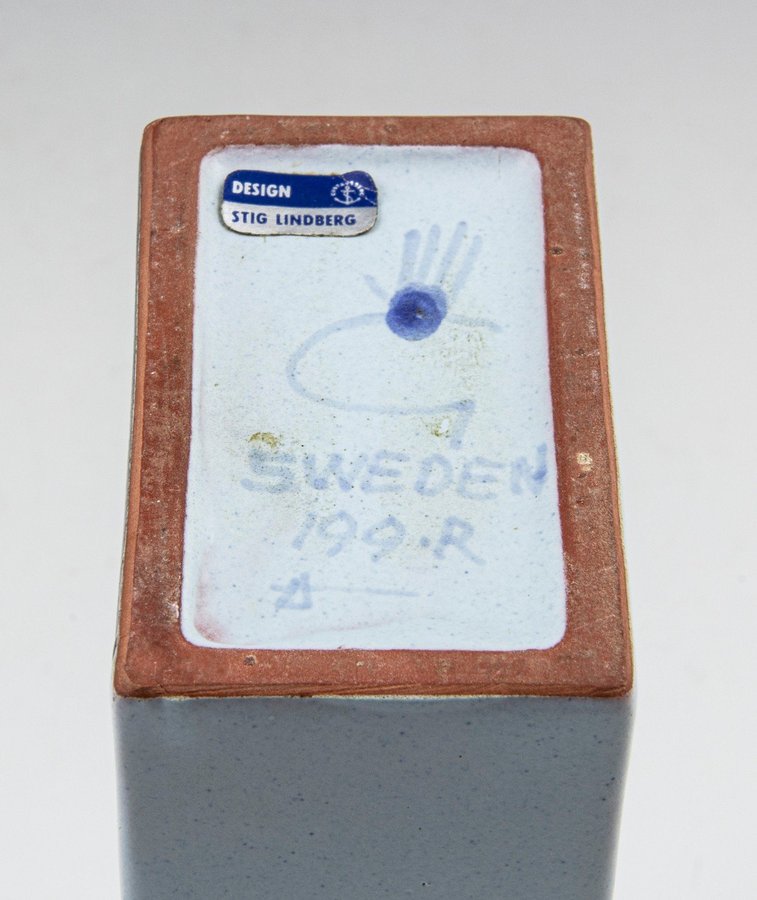 DESIGN
STIG LINDBERG
SWEDEN
199.R